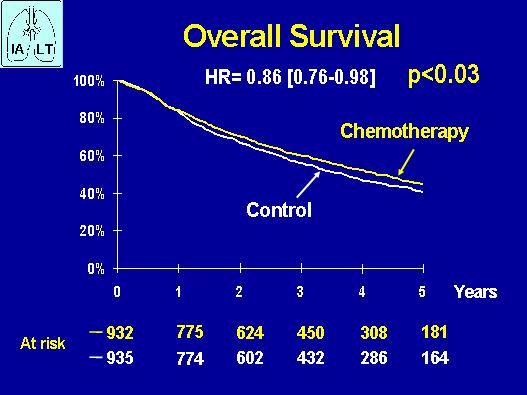 IA LT
Overall Survival
HR= 0.86 [0.76-0.98] p<0.03
100%
80%
Chemotherapy
60%
40%
Control
20%
0%
0 1 2 3 4 5 Years
At risk
932 775 624 450 308 181
935 774 602 432 286 164